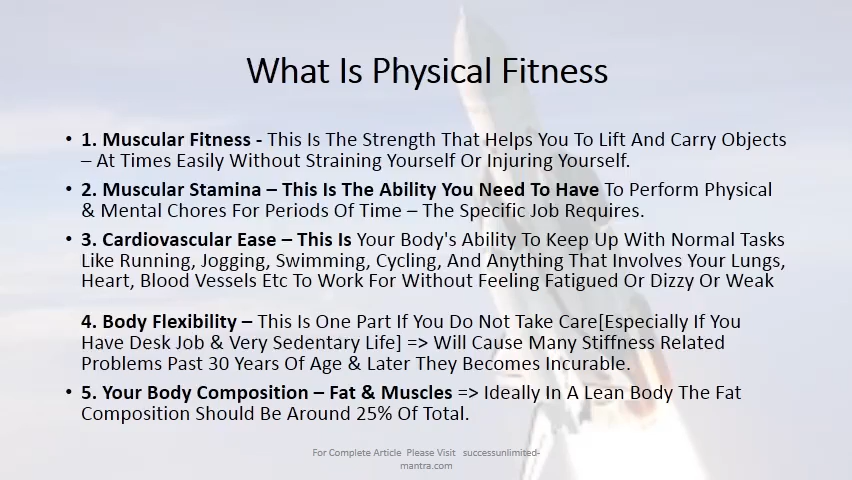 What Is Physical Fitness
• 1. Muscular Fitness - This Is The Strength That Helps You To Lift And Carry Objects
– At Times Easily Without Straining Yourself Or Injuring Yourself.
• 2. Muscular Stamina – This Is The Ability You Need To Have To Perform Physical
& Mental Chores For Periods Of Time – The Specific Job Requires.
• 3. Cardiovascular Ease – This Is Your Body's Ability To Keep Up With Normal Tasks
Like Running, Jogging, Swimming, Cycling, And Anything That Involves Your Lungs,
Heart, Blood Vessels Etc To Work For Without Feeling Fatigued Or Dizzy Or Weak
4. Body Flexibility – This Is One Part If You Do Not Take Care[Especially If You
Have Desk Job & Very Sedentary Life] => Will Cause Many Stiffness Related
Problems Past 30 Years Of Age & Later They Becomes Incurable.
• 5. Your Body Composition – Fat & Muscles => Ideally In A Lean Body The Fat
Composition Should Be Around 25% Of Total.
For Complete Article Please Visit successunlimited-
mantra.com